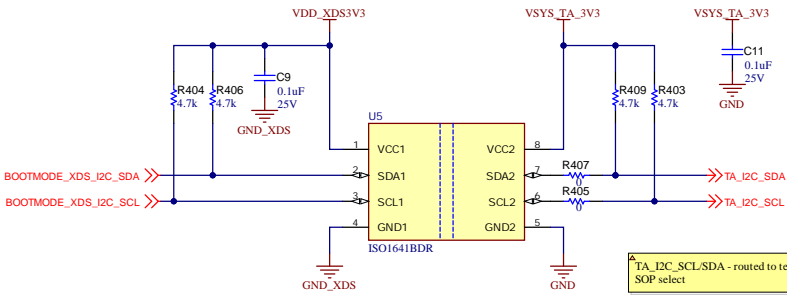 VDD_XDS3V3
VSYS_TA_3V3
VSYS_TA_3V3
R404
4.7k
R406
4.7k
C9
0.1uF
25V
GND_XDS
R409
4.7k
R403
4.7k
C11
0.1uF
25V
GND
U5
1
VCC1
VCC2
8
BOOTMODE_XDS_I2C_SDA
2
SDA1
SDA2
7
R407
0
TA_I2C_SDA
BOOTMODE_XDS_I2C_SCL
3
SCL1
SCL2
6
R405
0
TA_I2C_SCL
4
GND1
GND2
5
ISO1641BDR
GND_XDS
GND
TA_I2C_SCL/SDA - routed to te
SOP select